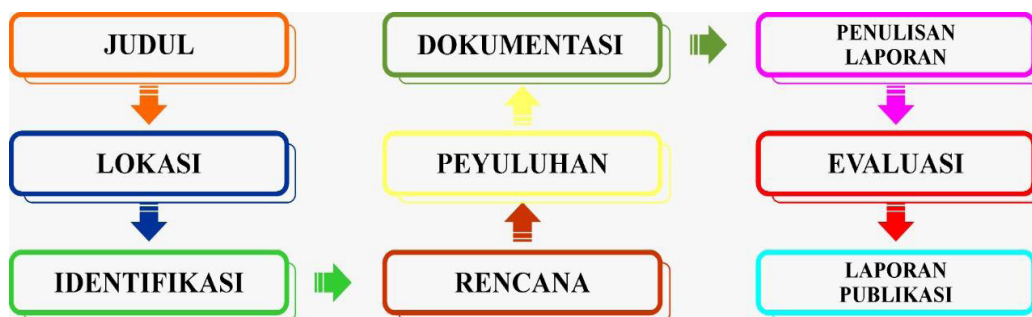 JUDUL
LOKASI
IDENTIFIKASI
RENCANA
PEYULUHAN
DOKUMENTASI
PENULISAN
LAPORAN
EVALUASI
LAPORAN
PUBLIKASI